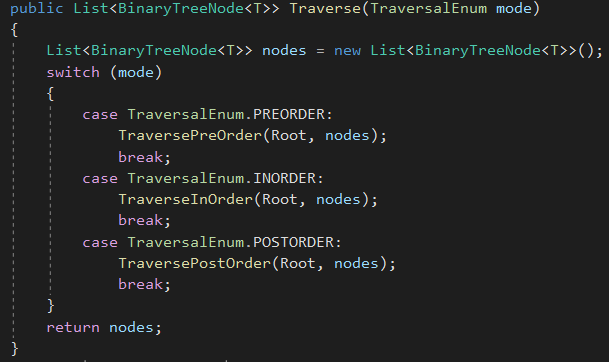 public List<BinaryTreeNode<T>> Traverse(TraversalEnum mode)
{
    List<BinaryTreeNode<T>> nodes = new List<BinaryTreeNode<T>>();
    switch (mode)
    {
        case TraversalEnum.PREORDER:
            TraversePreOrder(Root, nodes);
            break;
        case TraversalEnum.INORDER:
            TraverseInOrder(Root, nodes);
            break;
        case TraversalEnum.POSTORDER:
            TraversePostOrder(Root, nodes);
            break;
    }
    return nodes;
}